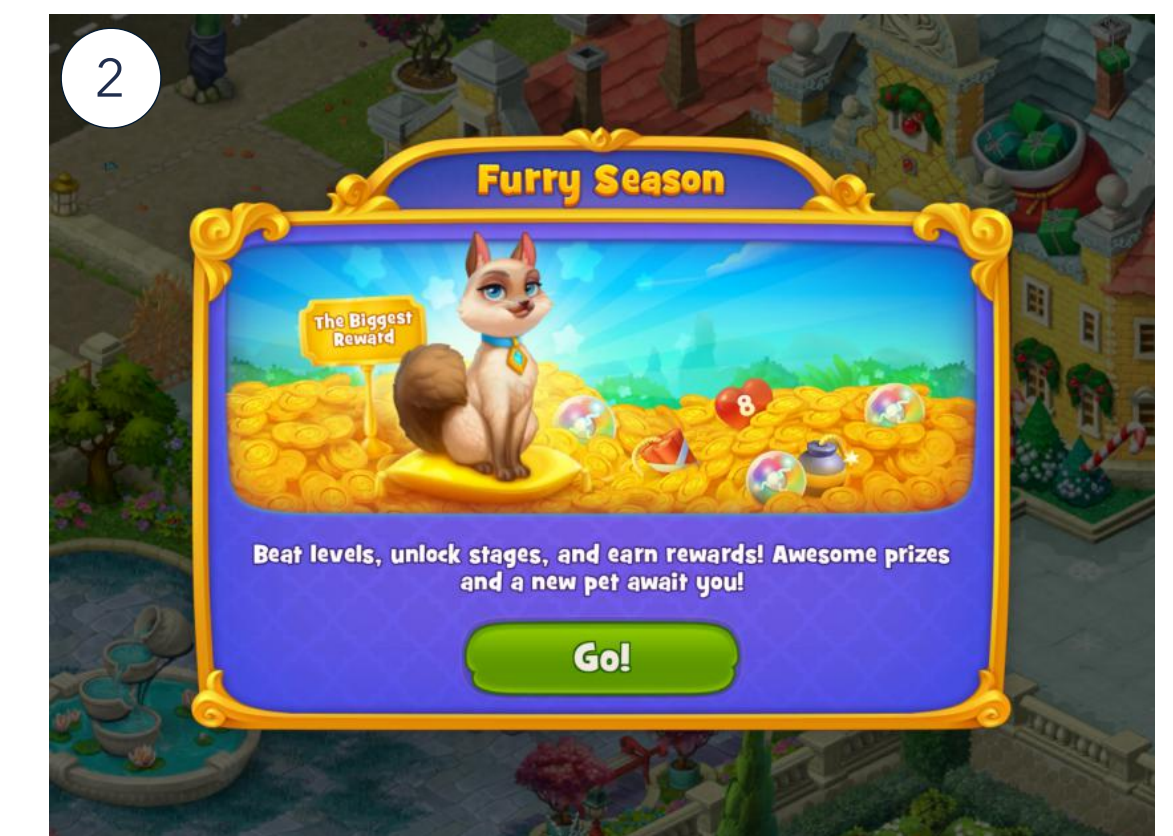 2
Furry Season
The Biggest
Reward
8
Beat levels, unlock stages, and earn rewards! Awesome prizes
and a new pet await you!
Go!